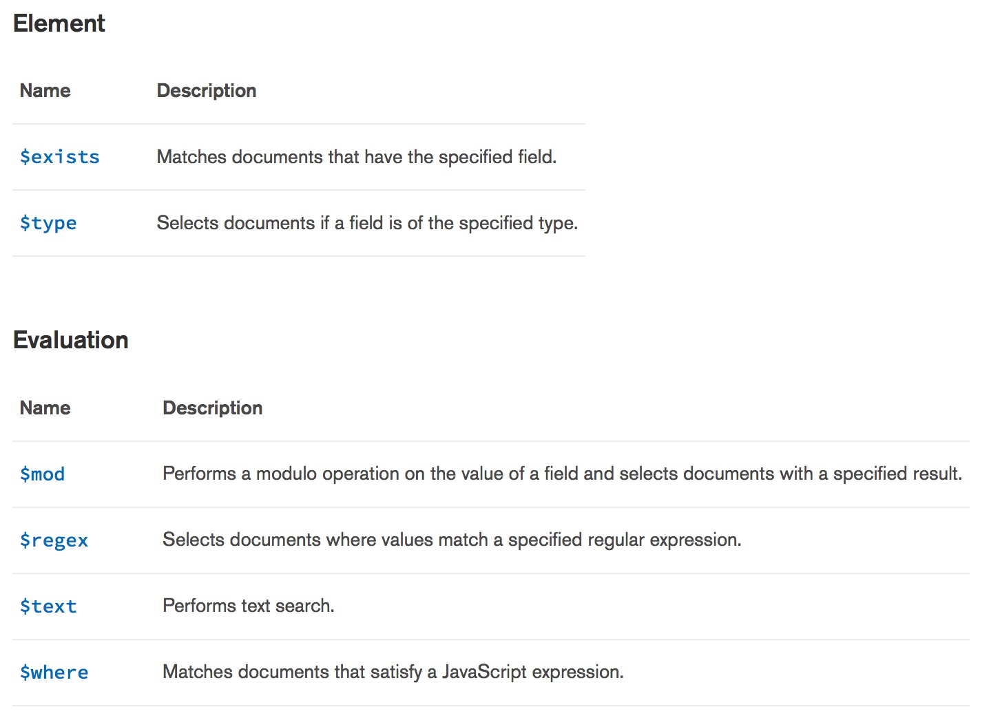 Element
Name Description
$exists Matches documents that have the specified field.
$type Selects documents if a field is of the specified type.
Evaluation
Name Description
$mod Performs a modulo operation on the value of a field and selects documents with a specified result.
$regex Selects documents where values match a specified regular expression.
$text Performs text search.
$where Matches documents that satisfy a JavaScript expression.